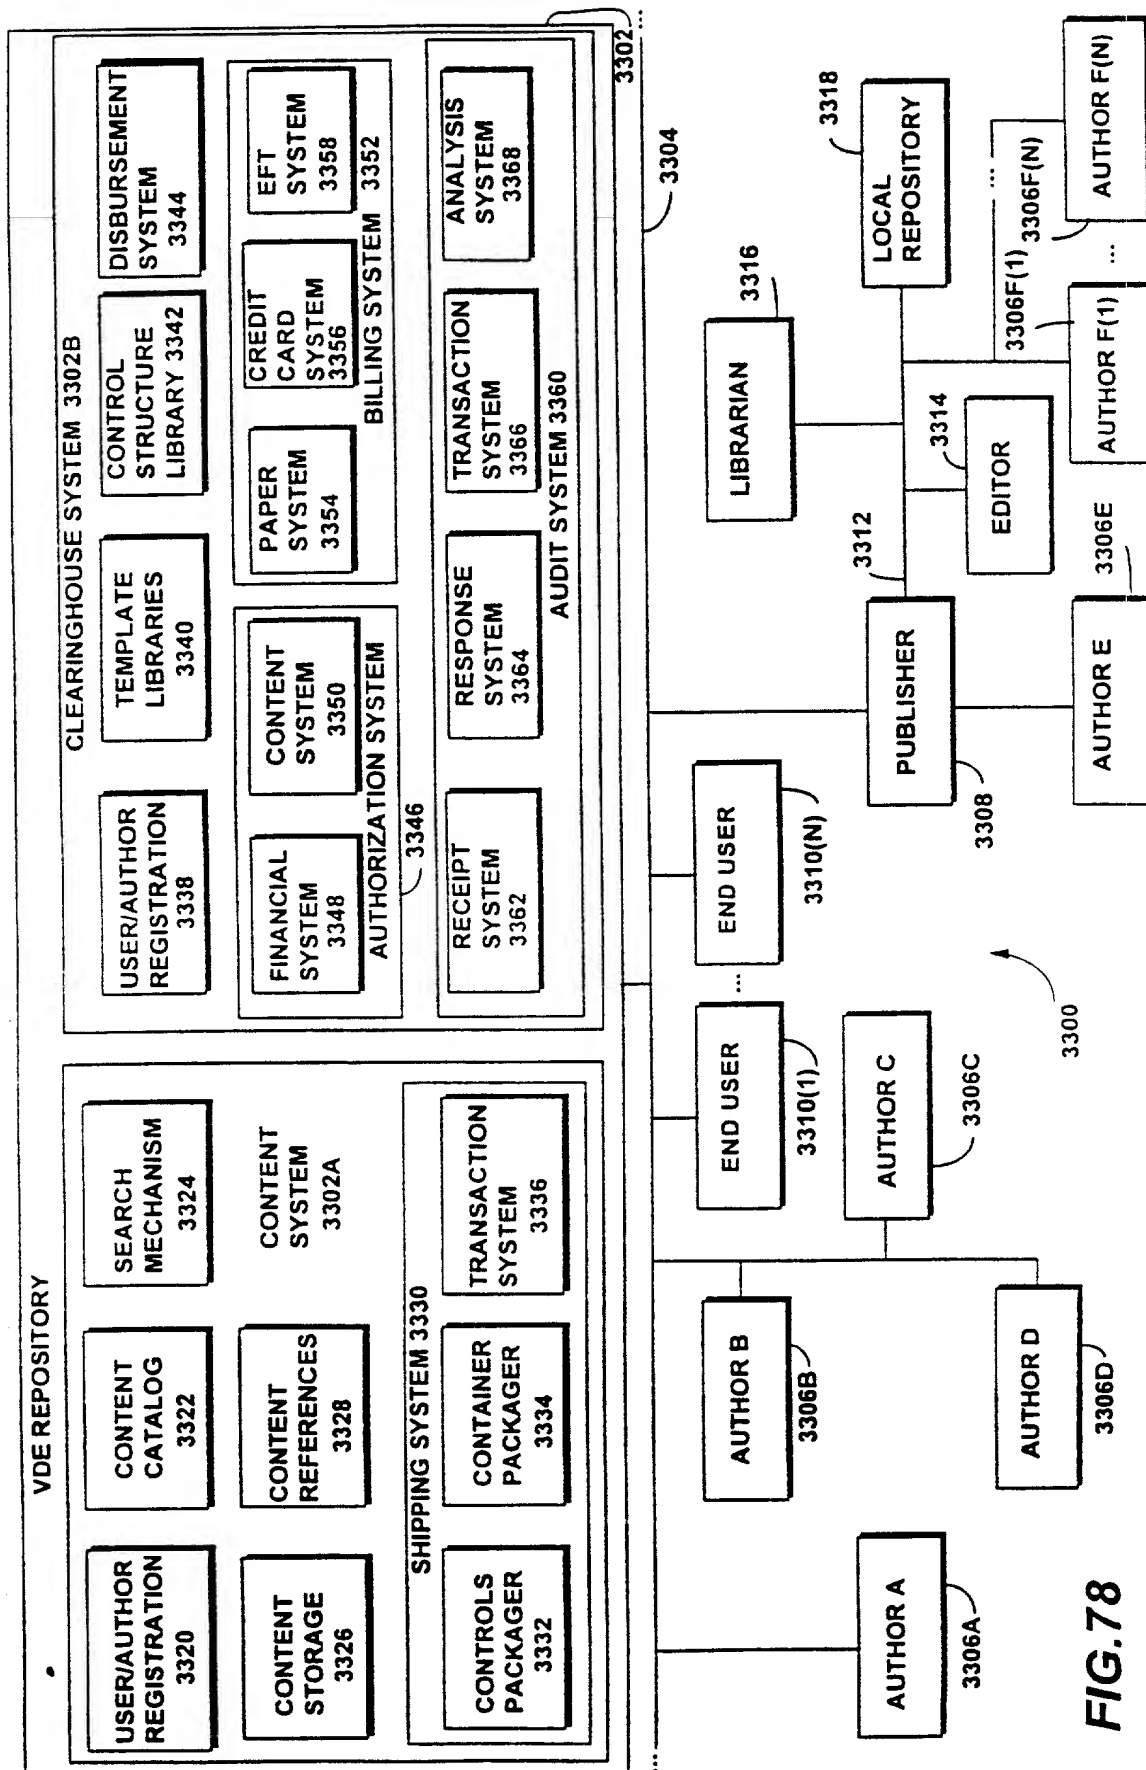 VDE REPOSITORY
USER/AUTHOR
REGISTRATION
3320
CONTENT
CATALOG
3322
SEARCH
MECHANISM
3324
CONTENT
STORAGE
3326
CONTENT
REFERENCES
3328
CONTENT
SYSTEM
3302A
SHIPPING SYSTEM 3330
CONTROLS
PACKAGER
3332
CONTAINER
PACKAGER
3334
TRANSACTION
SYSTEM
3336
CLEARINGHOUSE SYSTEM 3302B
USER/AUTHOR
REGISTRATION
3338
TEMPLATE
LIBRARIES
3340
CONTROL
STRUCTURE
LIBRARY 3342
DISBURSEMENT
SYSTEM
3344
FINANCIAL
SYSTEM
3348
CONTENT
SYSTEM
3350
AUTHORIZATION SYSTEM
3346
PAPER
SYSTEM
3354
CREDIT
CARD
SYSTEM
3356
EFT
SYSTEM
3358
BILLING SYSTEM 3352
RECEIPT
SYSTEM
3362
RESPONSE
SYSTEM
3364
TRANSACTION
SYSTEM
3366
ANALYSIS
SYSTEM
3368
AUDIT SYSTEM 3360
3302
...
...
3304
AUTHOR A
3306A
AUTHOR B
3306B
AUTHOR C
3306C
AUTHOR D
3306D
END USER
3310(1)
...
END USER
3310(N)
3300
PUBLISHER
3308
3312
LIBRARIAN
3316
LOCAL
REPOSITORY
3318
EDITOR
3314
AUTHOR E
3306E
AUTHOR F(1)
3306F(1)
...
...
AUTHOR F(N)
3306F(N)
FIG.78